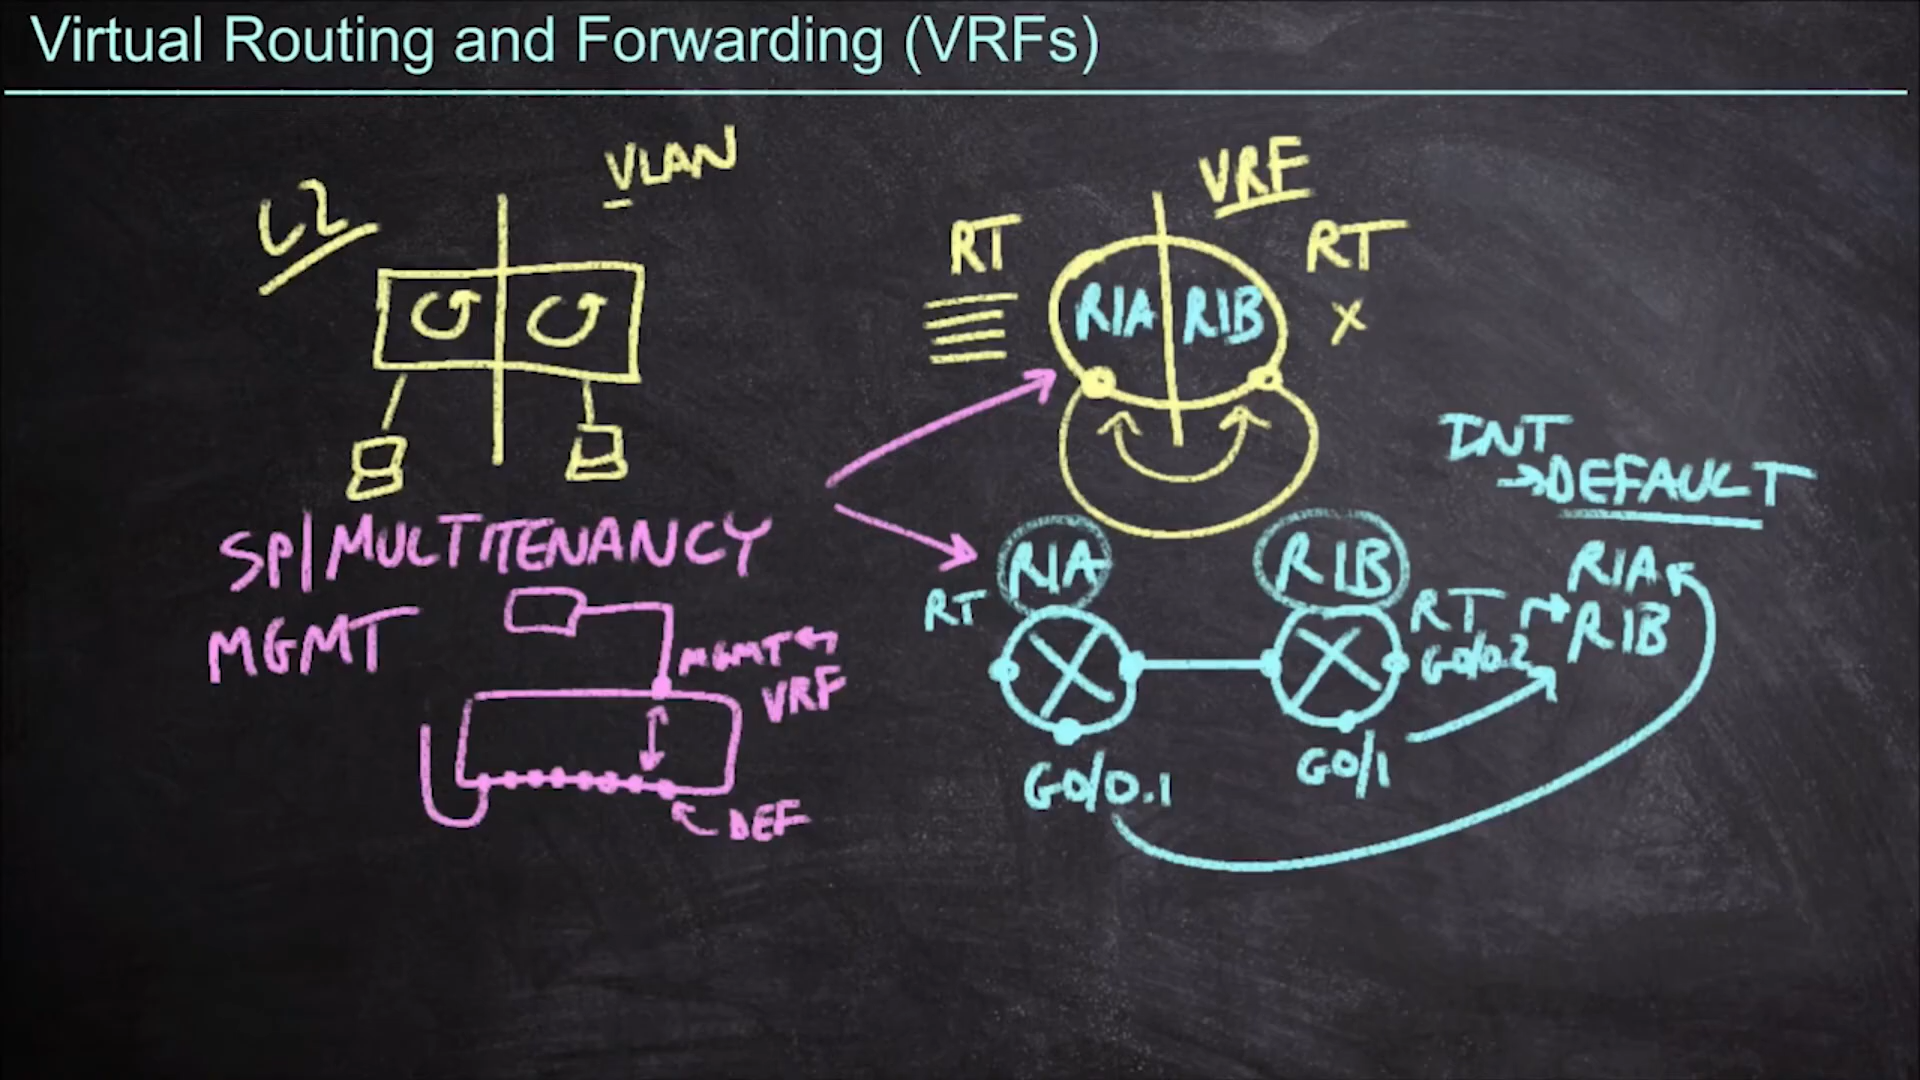 Virtual Routing and Forwarding (VRFs)
L2
VLAN
VRF
RT
RT
R1A R1B
X
INT
→DEFAULT
SP/MULTITENANCY
MGMT
MGMT
VRF
DEF
R1A
R1B
RT
RT
G0/0.2
R1A
R1B
G0/0.1
G0/1